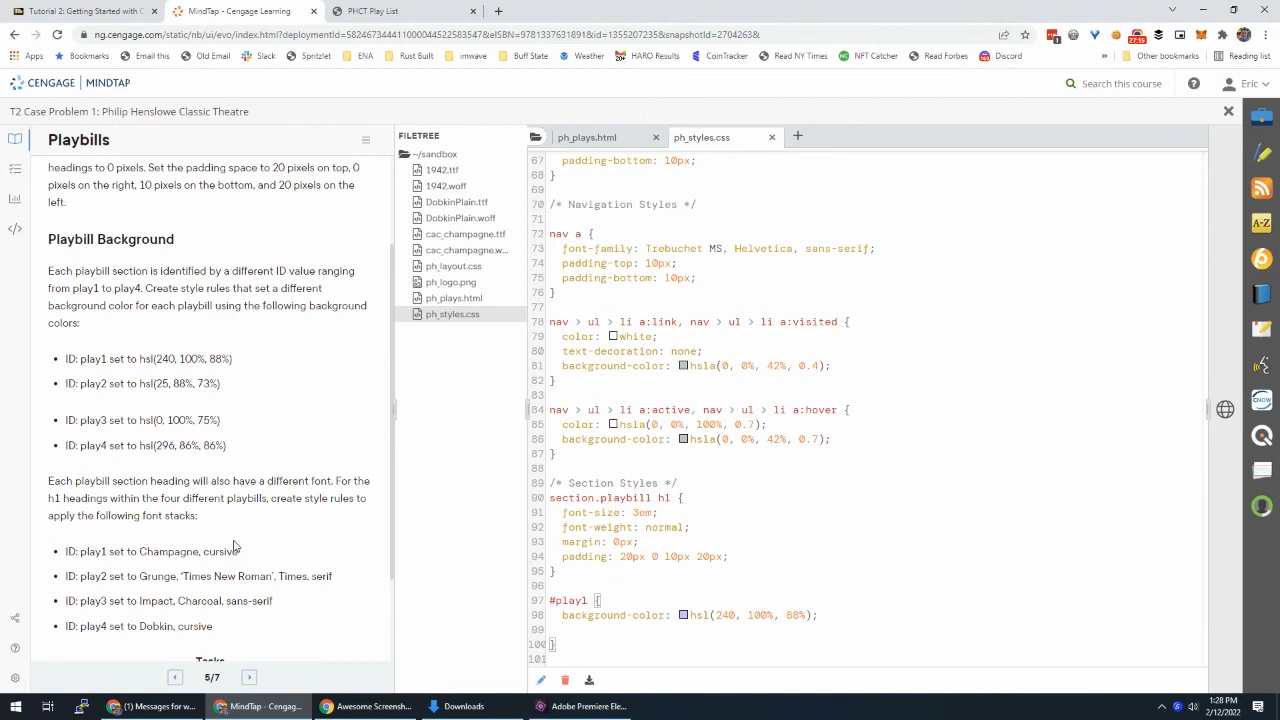 Tutorial 2: Getting Started with C
MindTap - Cengage Learning
PHCT Play List
ng.cengage.com/static/nb/ui/evo/index.html?deploymentId=58246734441100044522583547&eISBN=9781337631891&snapshotId=2704263&
Apps
Bookmarks
Email this
Old Email
Slack
Spritzlet
ENA
Rust Built
imwave
Buff State
Weather
HARO Results
CoinTracker
Read NY Times
NFT Catcher
Read Forbes
Discord
Other bookmarks
Reading list
CENGAGE | MINDTAP
Search this course
Eric
T2 Case Problem 1: Philip Henslowe Classic Theatre
Playbills
headings to 0 pixels. Set the padding space to 20 pixels on top, 0
pixels on the right, 10 pixels on the bottom, and 20 pixels on the
left.
Playbill Background
Each playbill section is identified by a different ID value ranging
from play1 to play4. Create style rules that set a different
background color for each playbill using the following background
colors:
• ID: play1 set to hsl(240, 100%, 88%)
• ID: play2 set to hsl(25, 88%, 73%)
• ID: play3 set to hsl(0, 100%, 75%)
• ID: play4 set to hsl(296, 86%, 86%)
Each playbill section heading will also have a different font. For the
h1 headings within the four different playbills, create style rules to
apply the following font stacks:
• ID: play1 set to Champagne, cursive
• ID: play2 set to Grunge, 'Times New Roman', Times, serif
• ID: play3 set to Impact, Charcoal, sans-serif
• ID: play4 set to Dobkin, cursive
Tasks
5/7
FILETREE
~/sandbox
1942.ttf
1942.woff
DobkinPlain.ttf
DobkinPlain.woff
cac_champagne.ttf
cac_champagne.w...
ph_layout.css
ph_logo.png
ph_plays.html
ph_styles.css
ph_plays.html
ph_styles.css
67 padding-bottom: 10px;
68 }
69
70 /* Navigation Styles */
71
72 nav a {
73 font-family: Trebuchet MS, Helvetica, sans-serif;
74 padding-top: 10px;
75 padding-bottom: 10px;
76 }
77
78 nav > ul > li a:link, nav > ul > li a:visited {
79 color: white;
80 text-decoration: none;
81 background-color: hsla(0, 0%, 42%, 0.4);
82 }
83
84 nav > ul > li a:active, nav > ul > li a:hover {
85 color: hsla(0, 0%, 100%, 0.7);
86 background-color: hsla(0, 0%, 42%, 0.7);
87 }
88
89 /* Section Styles */
90 section.playbill h1 {
91 font-size: 3em;
92 font-weight: normal;
93 margin: 0px;
94 padding: 20px 0 10px 20px;
95 }
96
97 #play1 {
98 background-color: hsl(240, 100%, 88%);
99
100 }
101
A-Z
CNOW
(1) Messages for w...
MindTap - Cengag...
Awesome Screensh...
Downloads
Adobe Premiere Ele...
1:28 PM
2/12/2022